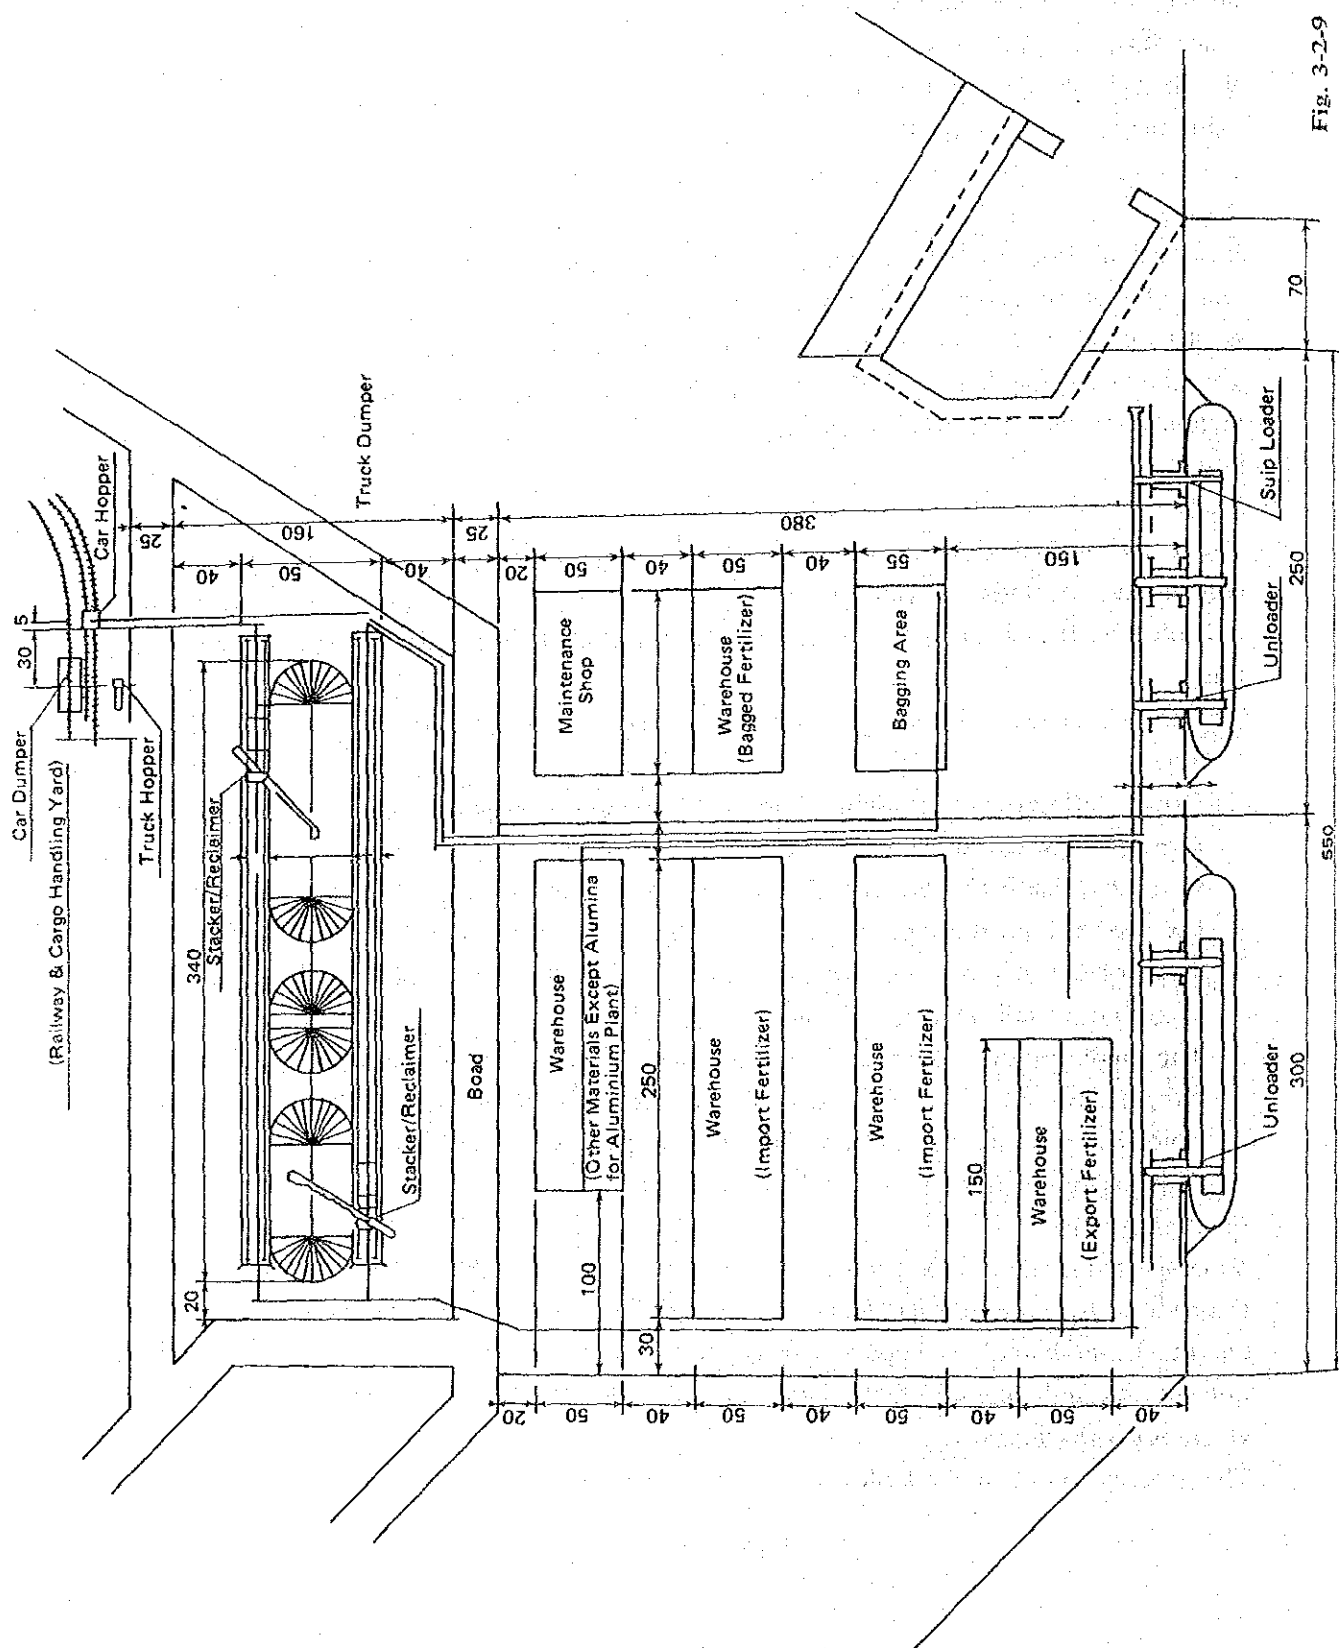 Car Dumper
(Railway & Cargo Handling Yard)
30
5
Truck Hopper
Car Hopper
25
340
Stacker/Reclaimer
40
160
50
40
Truck Dumper
20
Stacker/Reclaimer
Boad
25
20
50
40
50
40
55
150
380
Warehouse
(Other Materials Except Alumina
for Aluminium Plant)
100
Maintenance
Shop
250
30
Warehouse
(Import Fertilizer)
Warehouse
(Bagged Fertilizer)
Warehouse
(Import Fertilizer)
Bagging Area
150
Warehouse
(Export Fertilizer)
20
50
40
50
40
50
40
50
40
Unloader
Unloader
Suip Loader
300
250
70
550
Fig. 3-2-9